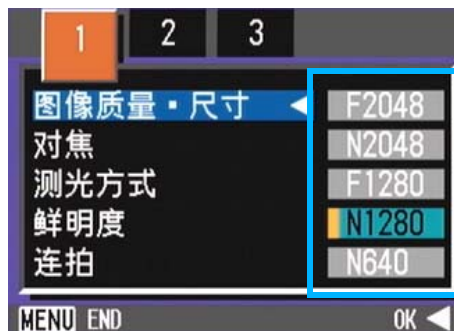 1 2 3
图像质量·尺寸 ◀ F2048
对焦 N2048
测光方式 F1280
鲜明度 N1280
连拍 N640
MENU END OK ◀